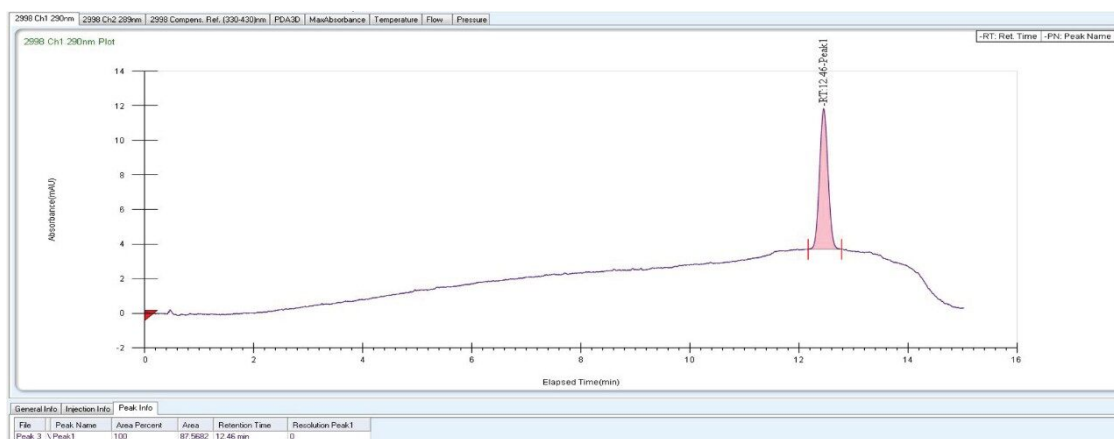 2998 Ch1 290nm 2998 Ch2 289nm 2998 Compens. Ref. (330-430)nm PDA3D MaxAbsorbance Temperature Flow Pressure
2998 Ch1 290nm Plot
-RT: Ret. Time -PN: Peak Name
-RT:12.46-Peak1
14
12
10
8
6
4
2
0
-2
Absorbance(mAU)
0 2 4 6 8 10 12 14 16
Elapsed Time(min)
General Info Injection Info Peak Info
File Peak Name Area Percent Area Retention Time Resolution Peak1
Peak 3 \ Peak1 100 87.5682 12.46 min 0